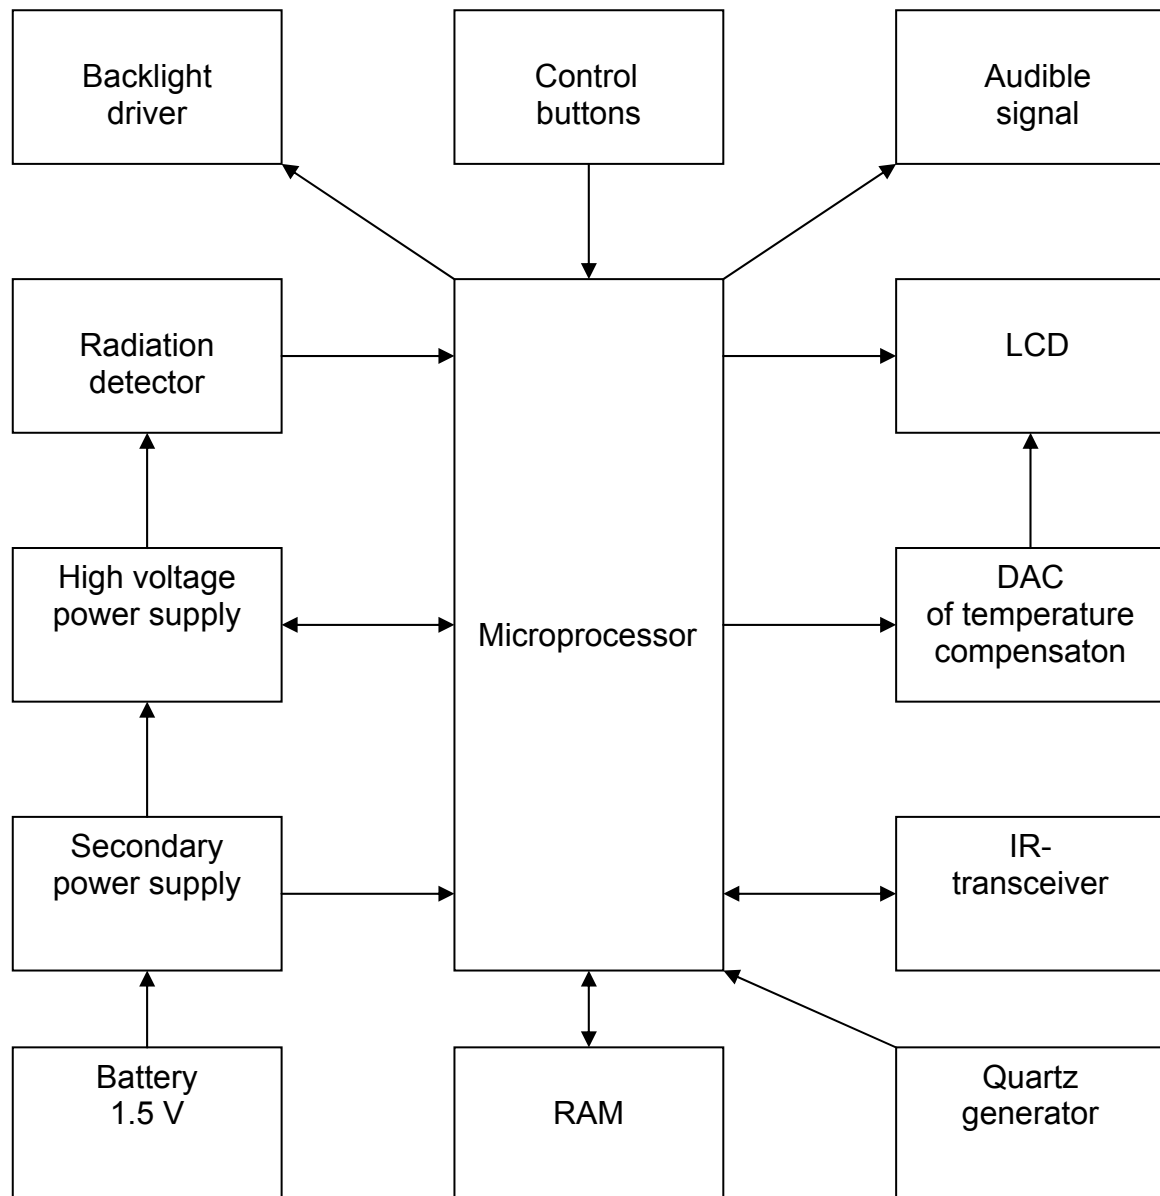 Backlight
driver
Control
buttons
Audible
signal
Radiation
detector
LCD
High voltage
power supply
Microprocessor
DAC
of temperature
compensaton
Secondary
power supply
IR-
transceiver
Battery
1.5 V
RAM
Quartz
generator